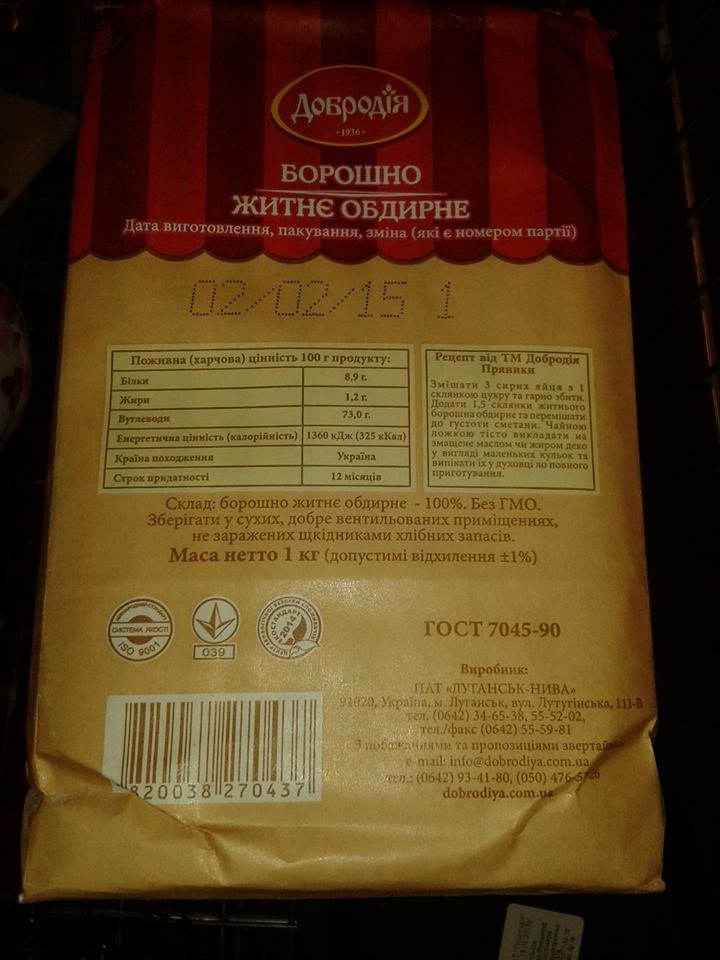 Добродія
•1936•
БОРОШНО
ЖИТНЄ ОБДИРНЕ
Дата виготовлення, пакування, зміна (які є номером партії)
02/02/15 1
Поживна (харчова) цінність 100 г продукту:
Білки 8,9 г.
Жири 1,2 г.
Вуглеводи 73,0 г.
Енергетична цінність (калорійність) 1360 кДж (325 кКал)
Країна походження Україна
Строк придатності 12 місяців
Рецепт від ТМ Добродія
Пряники
Змішати 3 сирих яйця з 1
склянкою цукру та гарно збити.
Додати 1,5 склянки житнього
борошна обдирне та перемішати
до густоти сметани. Чайною
ложкою тісто викладати на
змащене маслом чи жиром деко
у вигляді маленьких кульок та
випікати їх у духовці до повного
приготування.
Склад: борошно житнє обдирне - 100%. Без ГМО.
Зберігати у сухих, добре вентильованих приміщеннях,
не заражених щкідниками хлібних запасів.
Маса нетто 1 кг (допустимі відхилення ±1%)
СИСТЕМА ЯКОСТІ
ISO 9001
039
ЕКОСТАНДАРТ
2014
ГОСТ 7045-90
Виробник:
ПАТ «ЛУГАНСЬК-НИВА»
91020, Україна, м. Луганськ, вул. Лутугінська, 111-В
тел. (0642) 34-65-38, 55-52-02,
тел./факс (0642) 55-59-81
З побажаннями та пропозиціями
e-mail: info@dobrodiya.com.ua
тел.: (0642) 93-41-80, (050)
dobrodiya.com.ua
820038 270437